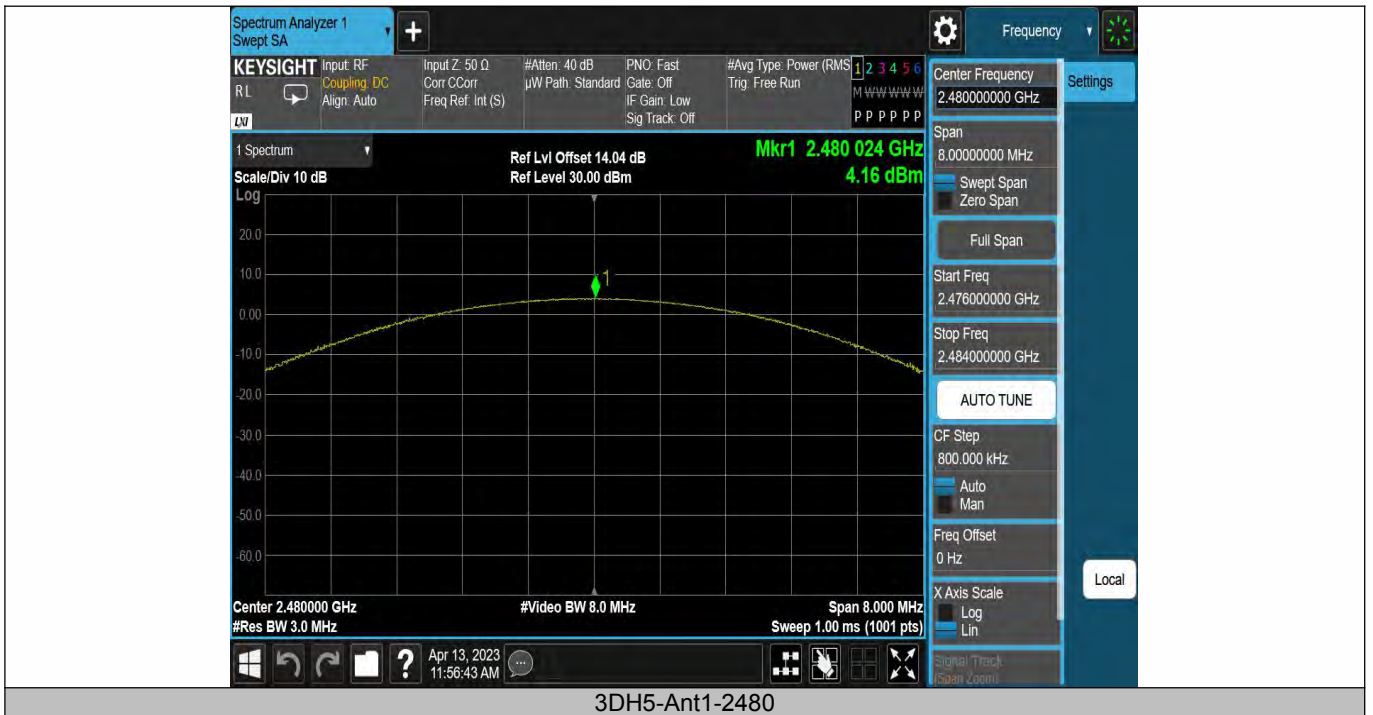 Spectrum Analyzer 1
Swept SA
+
Frequency
KEYSIGHT
RL
LXI
Input: RF
Coupling: DC
Align: Auto
Input Z: 50 Ω
Corr CCorr
Freq Ref: Int (S)
#Atten: 40 dB
µW Path: Standard
PNO: Fast
Gate: Off
IF Gain: Low
Sig Track: Off
#Avg Type: Power (RMS
Trig: Free Run
1 2 3 4 5 6
M W W W W W
P P P P P P
1 Spectrum
Scale/Div 10 dB
Ref Lvl Offset 14.04 dB
Ref Level 30.00 dBm
Mkr1 2.480 024 GHz
4.16 dBm
Log
20.0
10.0
0.00
-10.0
-20.0
-30.0
-40.0
-50.0
-60.0
1
Center 2.480000 GHz
#Res BW 3.0 MHz
#Video BW 8.0 MHz
Span 8.000 MHz
Sweep 1.00 ms (1001 pts)
Center Frequency
2.480000000 GHz
Settings
Span
8.00000000 MHz
Swept Span
Zero Span
Full Span
Start Freq
2.476000000 GHz
Stop Freq
2.484000000 GHz
AUTO TUNE
CF Step
800.000 kHz
Auto
Man
Freq Offset
0 Hz
X Axis Scale
Log
Lin
Signal Track
(Span Zoom)
Local
?
Apr 13, 2023
11:56:43 AM
3DH5-Ant1-2480